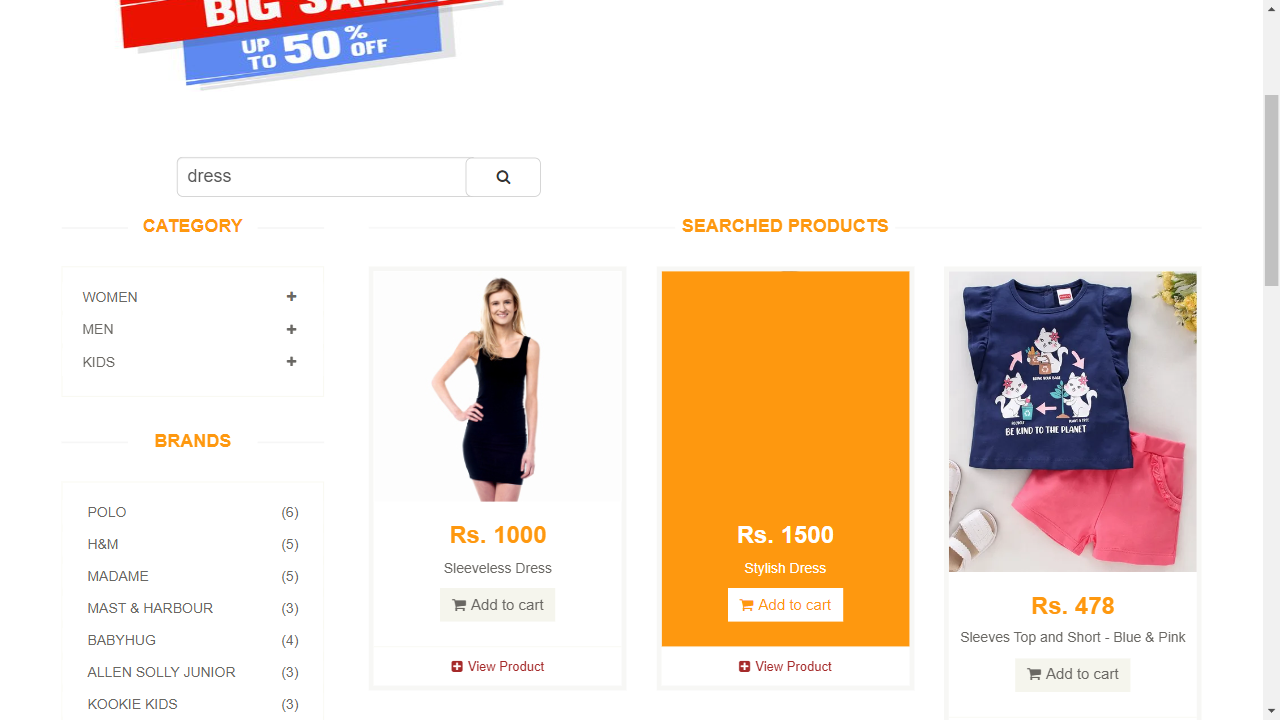 BIG SALE
UP TO 50% OFF
dress
CATEGORY
WOMEN
MEN
KIDS
BRANDS
POLO (6)
H&M (5)
MADAME (5)
MAST & HARBOUR (3)
BABYHUG (4)
ALLEN SOLLY JUNIOR (3)
KOOKIE KIDS (3)
SEARCHED PRODUCTS
Rs. 1000
Sleeveless Dress
Add to cart
View Product
Rs. 1500
Stylish Dress
Add to cart
View Product
BE KIND TO THE PLANET
Rs. 478
Sleeves Top and Short - Blue & Pink
Add to cart